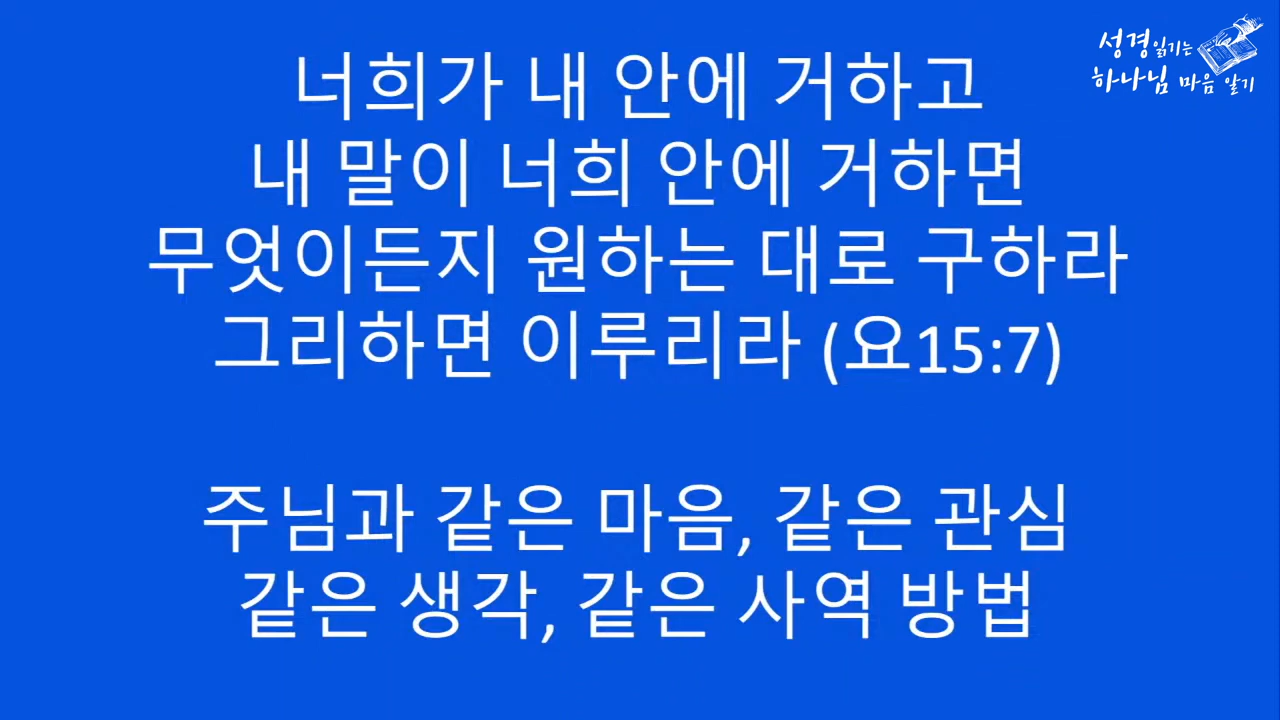 성경읽기는
하나님 마음 알기
너희가 내 안에 거하고
내 말이 너희 안에 거하면
무엇이든지 원하는 대로 구하라
그리하면 이루리라 (요15:7)
주님과 같은 마음, 같은 관심
같은 생각, 같은 사역 방법